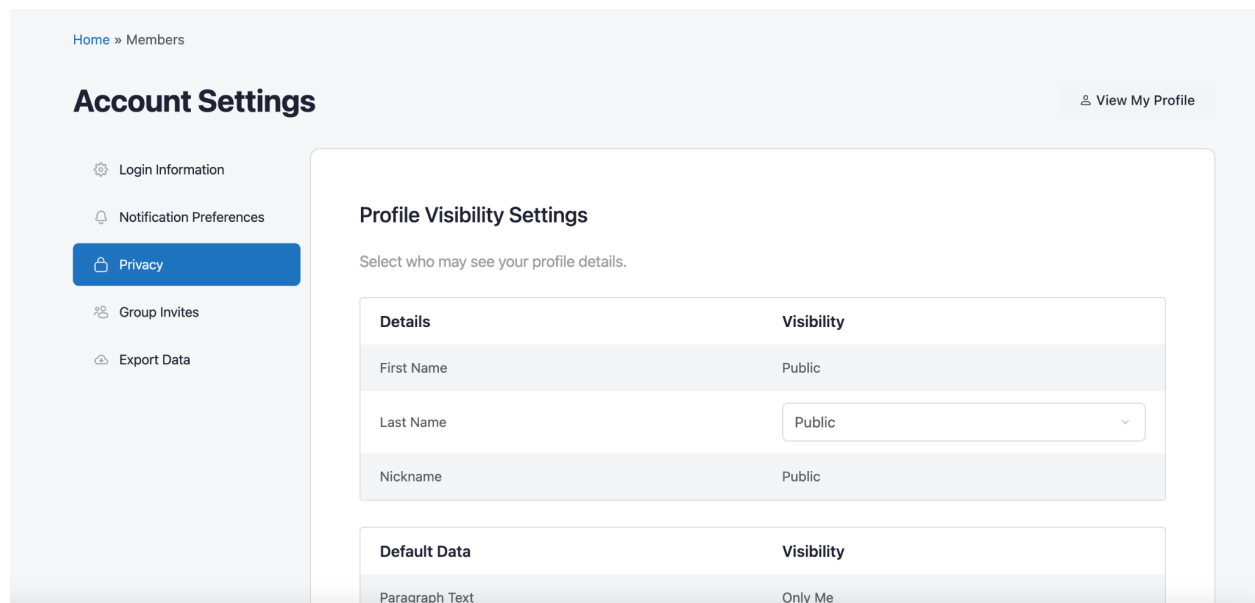 Home » Members
Account Settings
View My Profile
Login Information
Notification Preferences
Privacy
Group Invites
Export Data
Profile Visibility Settings
Select who may see your profile details.
Details Visibility
First Name Public
Last Name Public
Nickname Public
Default Data Visibility
Paragraph Text Only Me